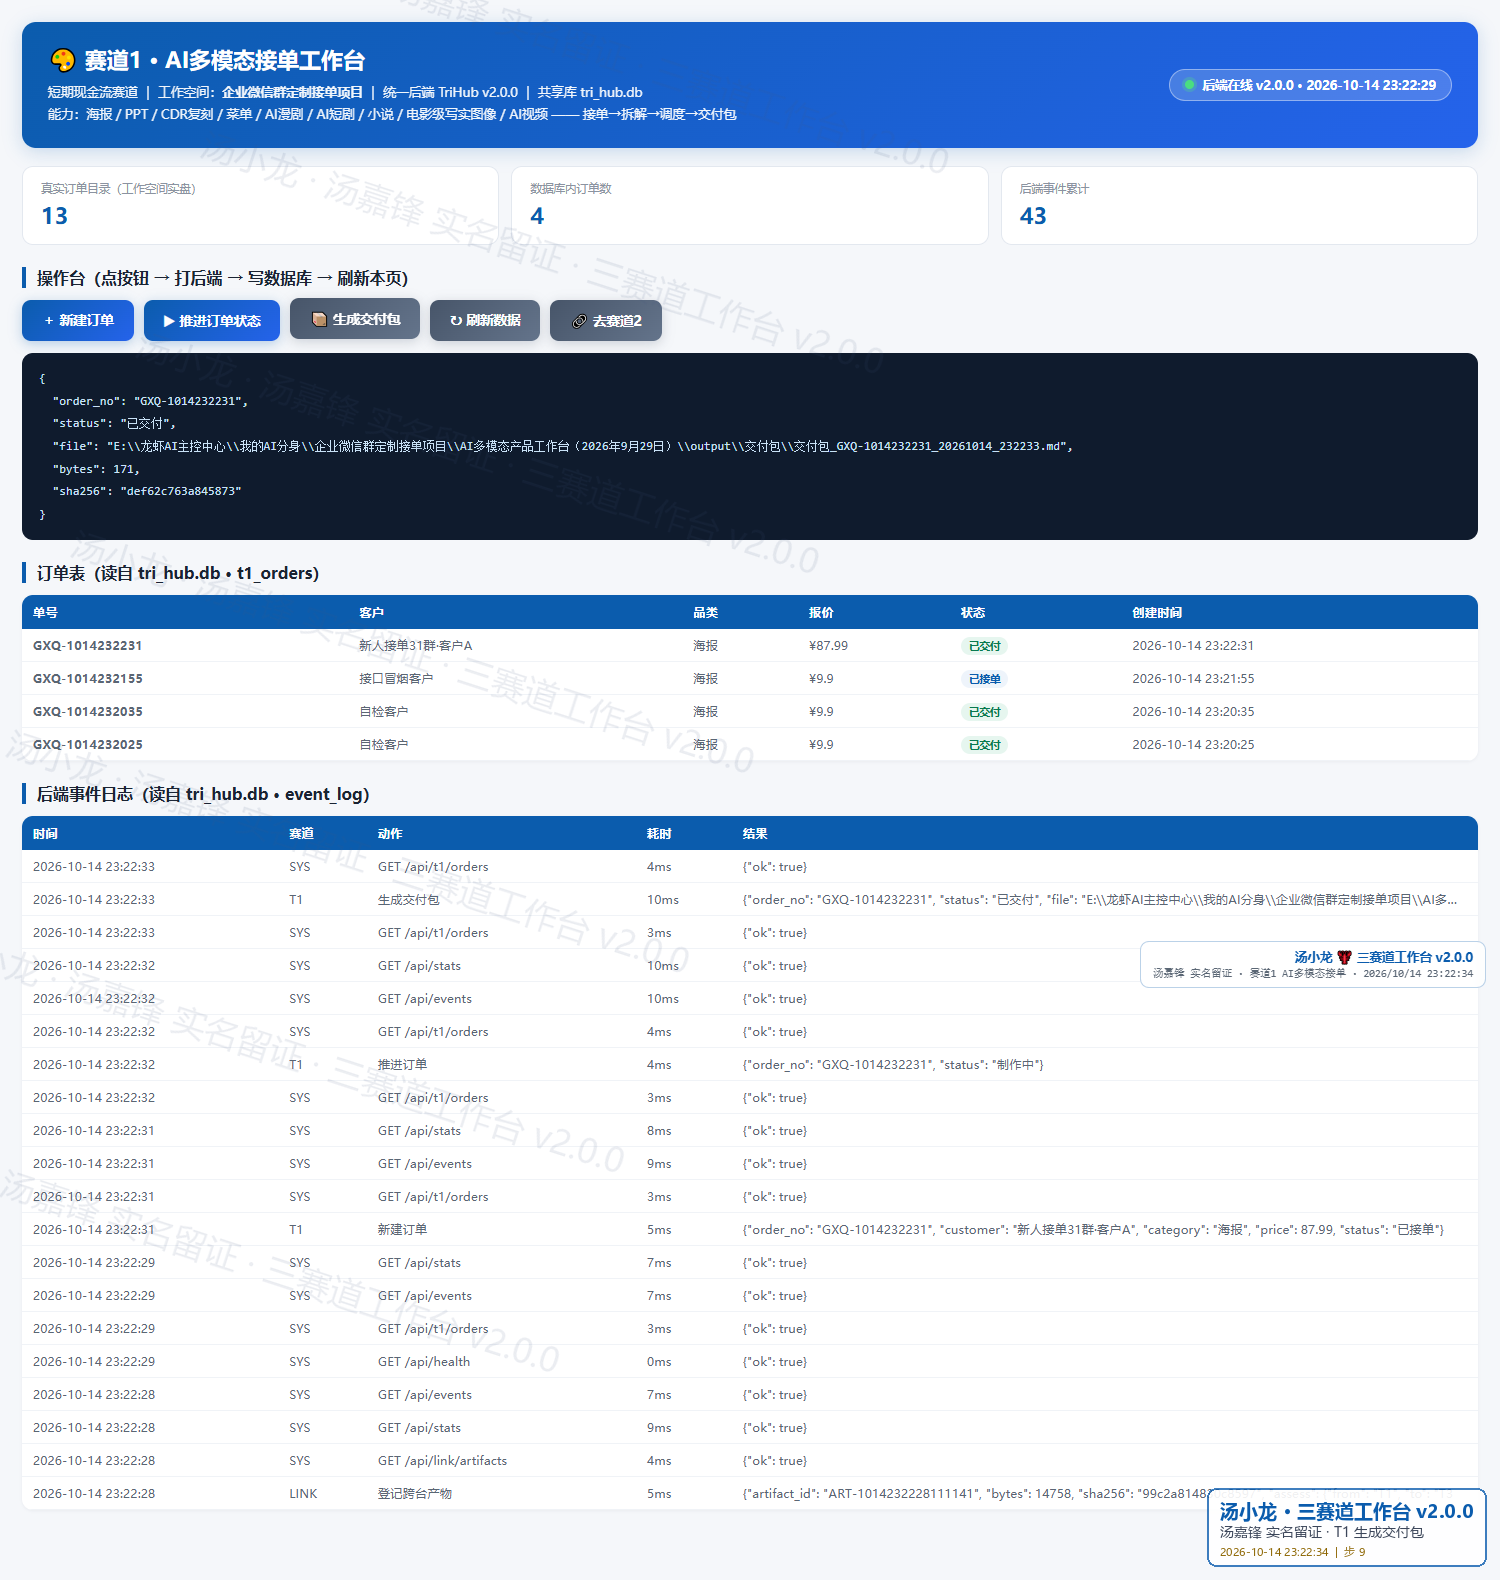 赛道1 • AI多模态接单工作台
短期现金流赛道 | 工作空间：企业微信群定制接单项目 | 统一后端 TriHub v2.0.0 | 共享库 tri_hub.db
能力：海报 / PPT / CDR复刻 / 菜单 / AI漫剧 / AI短剧 / 小说 / 电影级写实图像 / AI视频 —— 接单→拆解→调度→交付包
后端在线 v2.0.0 • 2026-10-14 23:22:29
真实订单目录（工作空间实盘）
13
数据库内订单数
4
后端事件累计
43
操作台（点按钮 → 打后端 → 写数据库 → 刷新本页）
+ 新建订单
▶ 推进订单状态
生成交付包
↻ 刷新数据
去赛道2
{
"order_no": "GXQ-1014232231",
"status": "已交付",
"file": "E:\\龙虾AI主控中心\\我的AI分身\\企业微信群定制接单项目\\AI多模态产品工作台（2026年9月29日）\\output\\交付包\\交付包_GXQ-1014232231_20261014_232233.md",
"bytes": 171,
"sha256": "def62c763a845873"
}
订单表（读自 tri_hub.db • t1_orders）
单号 客户 品类 报价 状态 创建时间
GXQ-1014232231 新人接单31群·客户A 海报 ¥87.99 已交付 2026-10-14 23:22:31
GXQ-1014232155 接口冒烟客户 海报 ¥9.9 已接单 2026-10-14 23:21:55
GXQ-1014232035 自检客户 海报 ¥9.9 已交付 2026-10-14 23:20:35
GXQ-1014232025 自检客户 海报 ¥9.9 已交付 2026-10-14 23:20:25
后端事件日志（读自 tri_hub.db • event_log）
时间 赛道 动作 耗时 结果
2026-10-14 23:22:33 SYS GET /api/t1/orders 4ms {"ok": true}
2026-10-14 23:22:33 T1 生成交付包 10ms {"order_no": "GXQ-1014232231", "status": "已交付", "file": "E:\\龙虾AI主控中心\\我的AI分身\\企业微信群定制接单项目\\AI多...
2026-10-14 23:22:33 SYS GET /api/t1/orders 3ms {"ok": true}
2026-10-14 23:22:32 SYS GET /api/stats 10ms {"ok": true}
2026-10-14 23:22:32 SYS GET /api/events 10ms {"ok": true}
2026-10-14 23:22:32 SYS GET /api/t1/orders 4ms {"ok": true}
2026-10-14 23:22:32 T1 推进订单 4ms {"order_no": "GXQ-1014232231", "status": "制作中"}
2026-10-14 23:22:32 SYS GET /api/t1/orders 3ms {"ok": true}
2026-10-14 23:22:31 SYS GET /api/stats 8ms {"ok": true}
2026-10-14 23:22:31 SYS GET /api/events 9ms {"ok": true}
2026-10-14 23:22:31 SYS GET /api/t1/orders 3ms {"ok": true}
2026-10-14 23:22:31 T1 新建订单 5ms {"order_no": "GXQ-1014232231", "customer": "新人接单31群·客户A", "category": "海报", "price": 87.99, "status": "已接单"}
2026-10-14 23:22:29 SYS GET /api/stats 7ms {"ok": true}
2026-10-14 23:22:29 SYS GET /api/events 7ms {"ok": true}
2026-10-14 23:22:29 SYS GET /api/t1/orders 3ms {"ok": true}
2026-10-14 23:22:29 SYS GET /api/health 0ms {"ok": true}
2026-10-14 23:22:28 SYS GET /api/events 7ms {"ok": true}
2026-10-14 23:22:28 SYS GET /api/stats 9ms {"ok": true}
2026-10-14 23:22:28 SYS GET /api/link/artifacts 4ms {"ok": true}
2026-10-14 23:22:28 LINK 登记跨台产物 5ms {"artifact_id": "ART-1014232228111141", "bytes": 14758, "sha256": "99c2a8148
汤小龙 三赛道工作台 v2.0.0
汤嘉锋 实名留证 · 赛道1 AI多模态接单 · 2026/10/14 23:22:34
汤小龙 • 三赛道工作台 v2.0.0
汤嘉锋 实名留证 · T1 生成交付包
2026-10-14 23:22:34 | 步 9
汤小龙 · 汤嘉锋 实名留证 · 三赛道工作台 v2.0.0